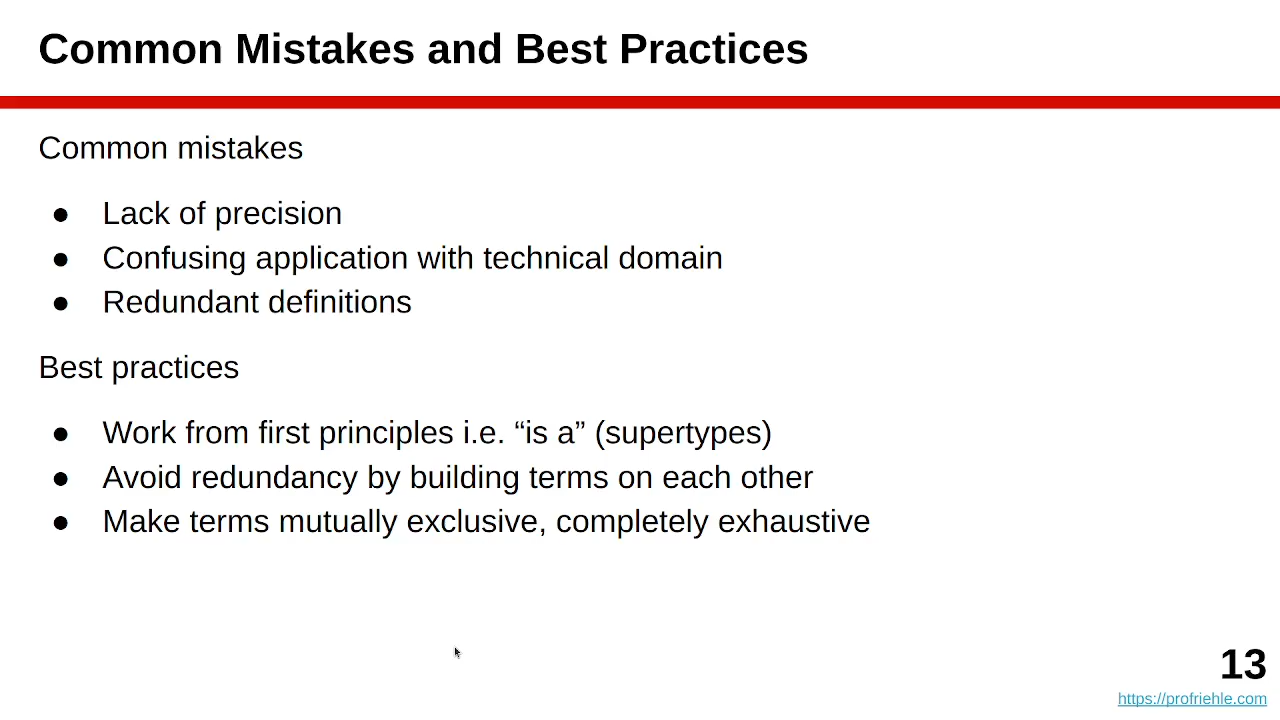 Common Mistakes and Best Practices
Common mistakes
● Lack of precision
● Confusing application with technical domain
● Redundant definitions
Best practices
● Work from first principles i.e. “is a” (supertypes)
● Avoid redundancy by building terms on each other
● Make terms mutually exclusive, completely exhaustive
13
https://profriehle.com